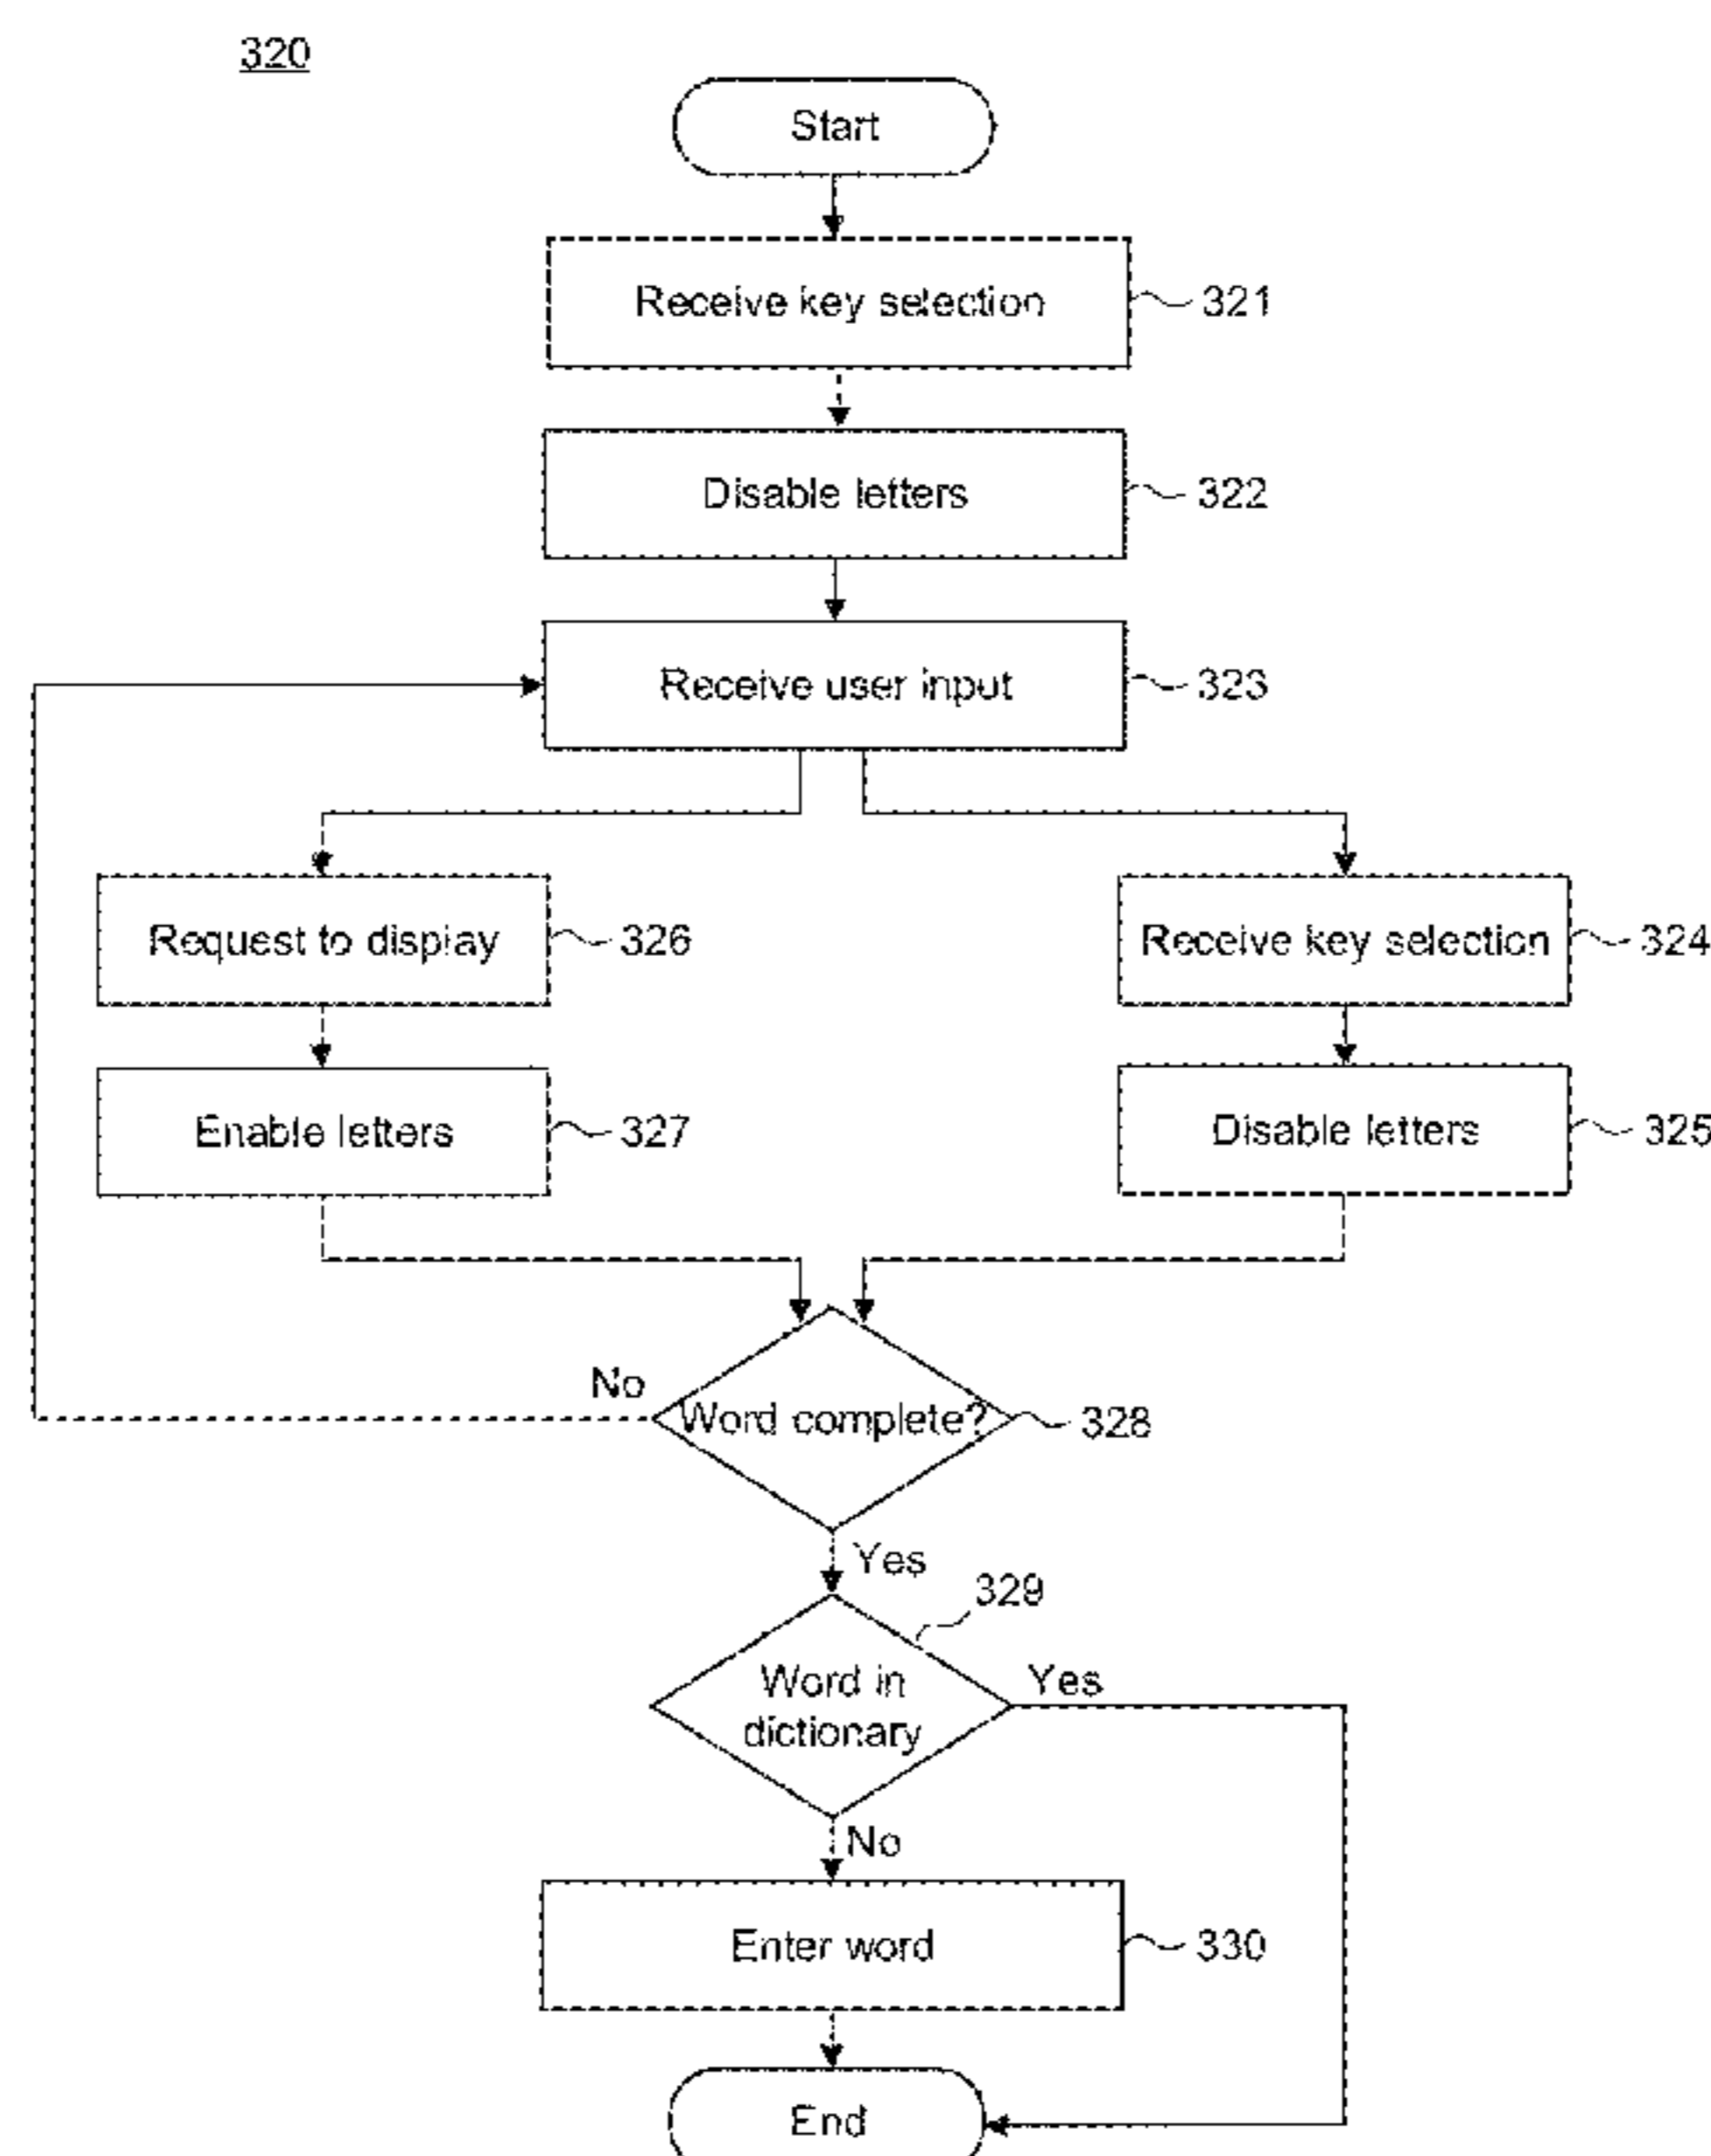 320
Start
Receive key selection
321
Disable letters
322
Receive user input
323
Request to display
326
Receive key selection
324
Enable letters
327
Disable letters
325
No
Word complete?
328
Yes
329
Word in
dictionary
Yes
No
Enter word
330
End